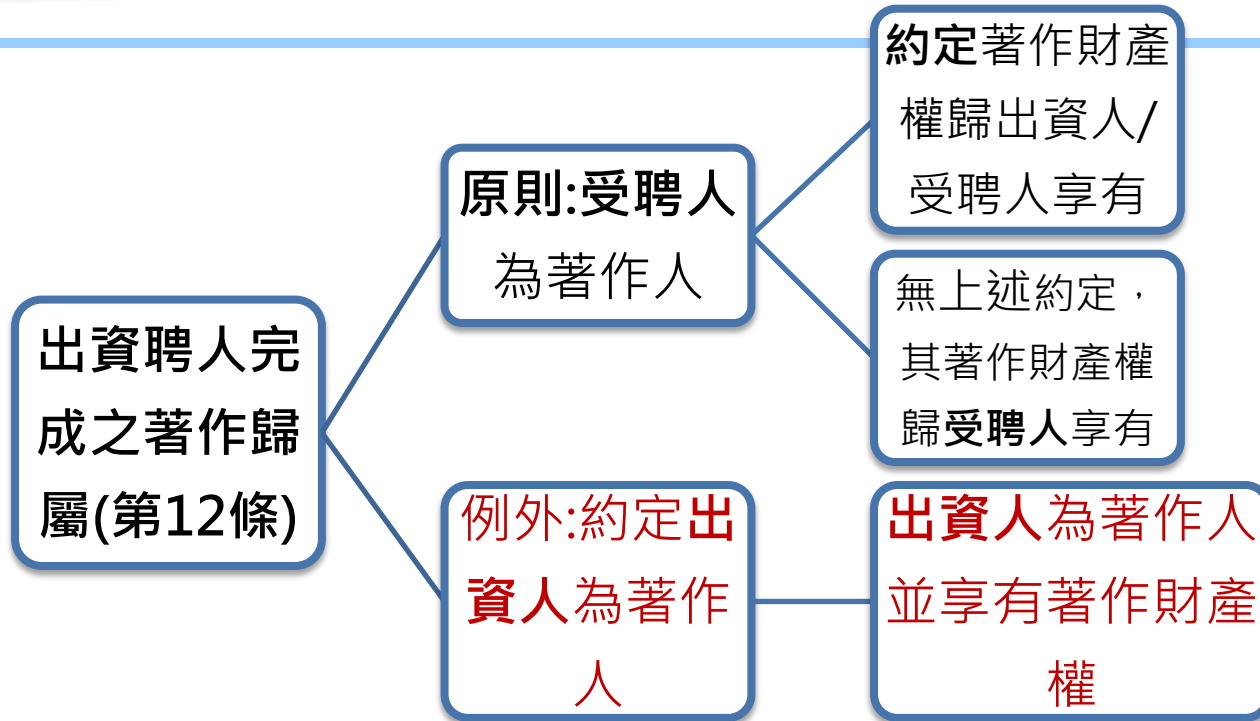 出資聘人完
成之著作歸
屬(第12條)
原則:受聘人
為著作人
約定著作財產
權歸出資人/
受聘人享有
無上述約定，
其著作財產權
歸受聘人享有
例外:約定出
資人為著作
人
出資人為著作人
並享有著作財產
權